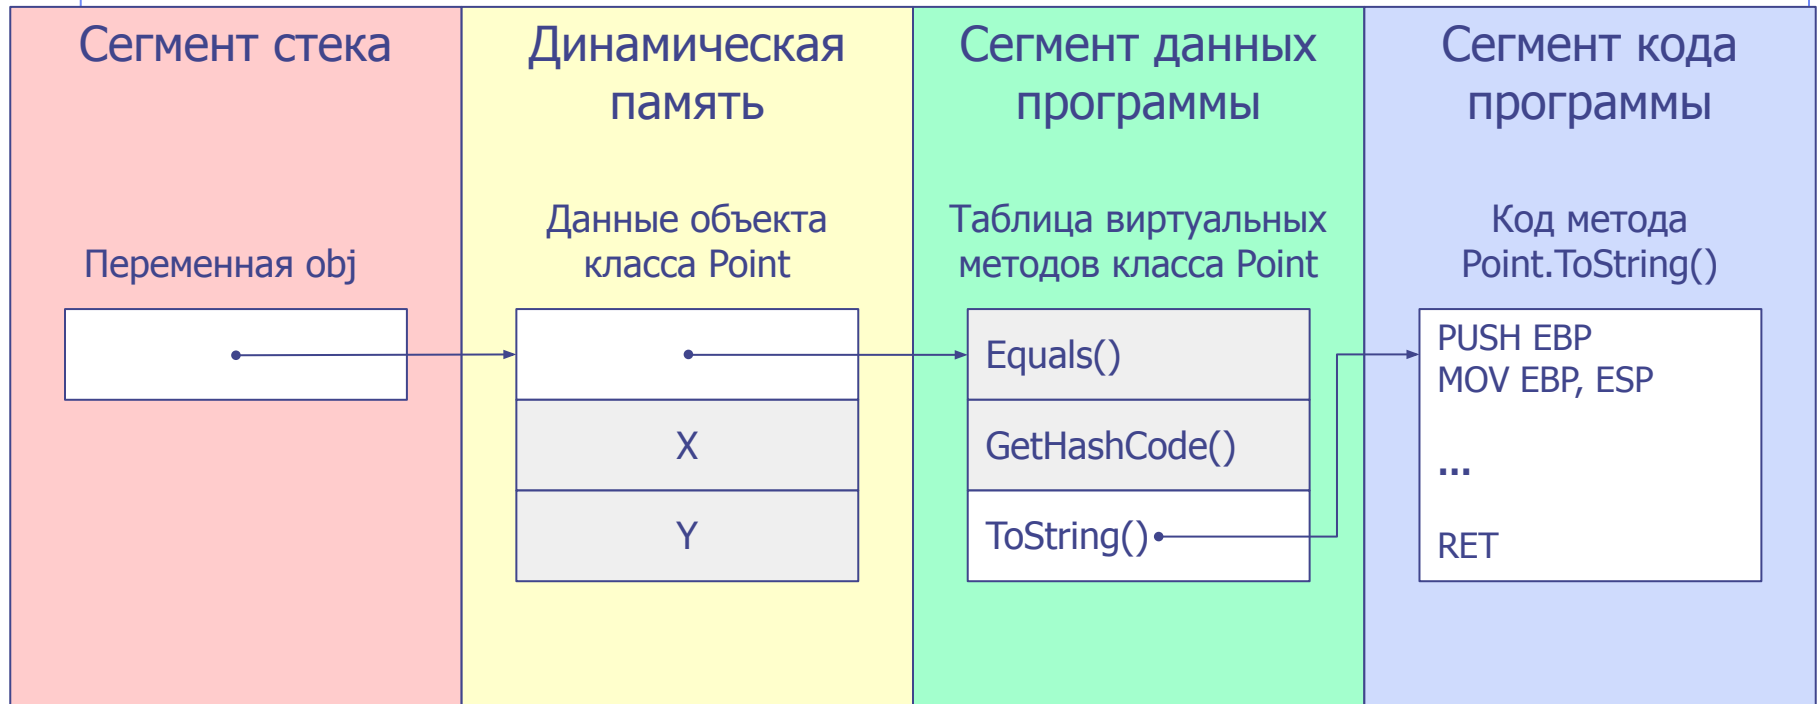 Сегмент стека
Динамическая
память
Сегмент данных
программы
Сегмент кода
программы
Переменная obj
Данные объекта
класса Point
Таблица виртуальных
методов класса Point
Код метода
Point.ToString()
X
Y
Equals()
GetHashCode()
ToString()
PUSH EBP
MOV EBP, ESP
...
RET